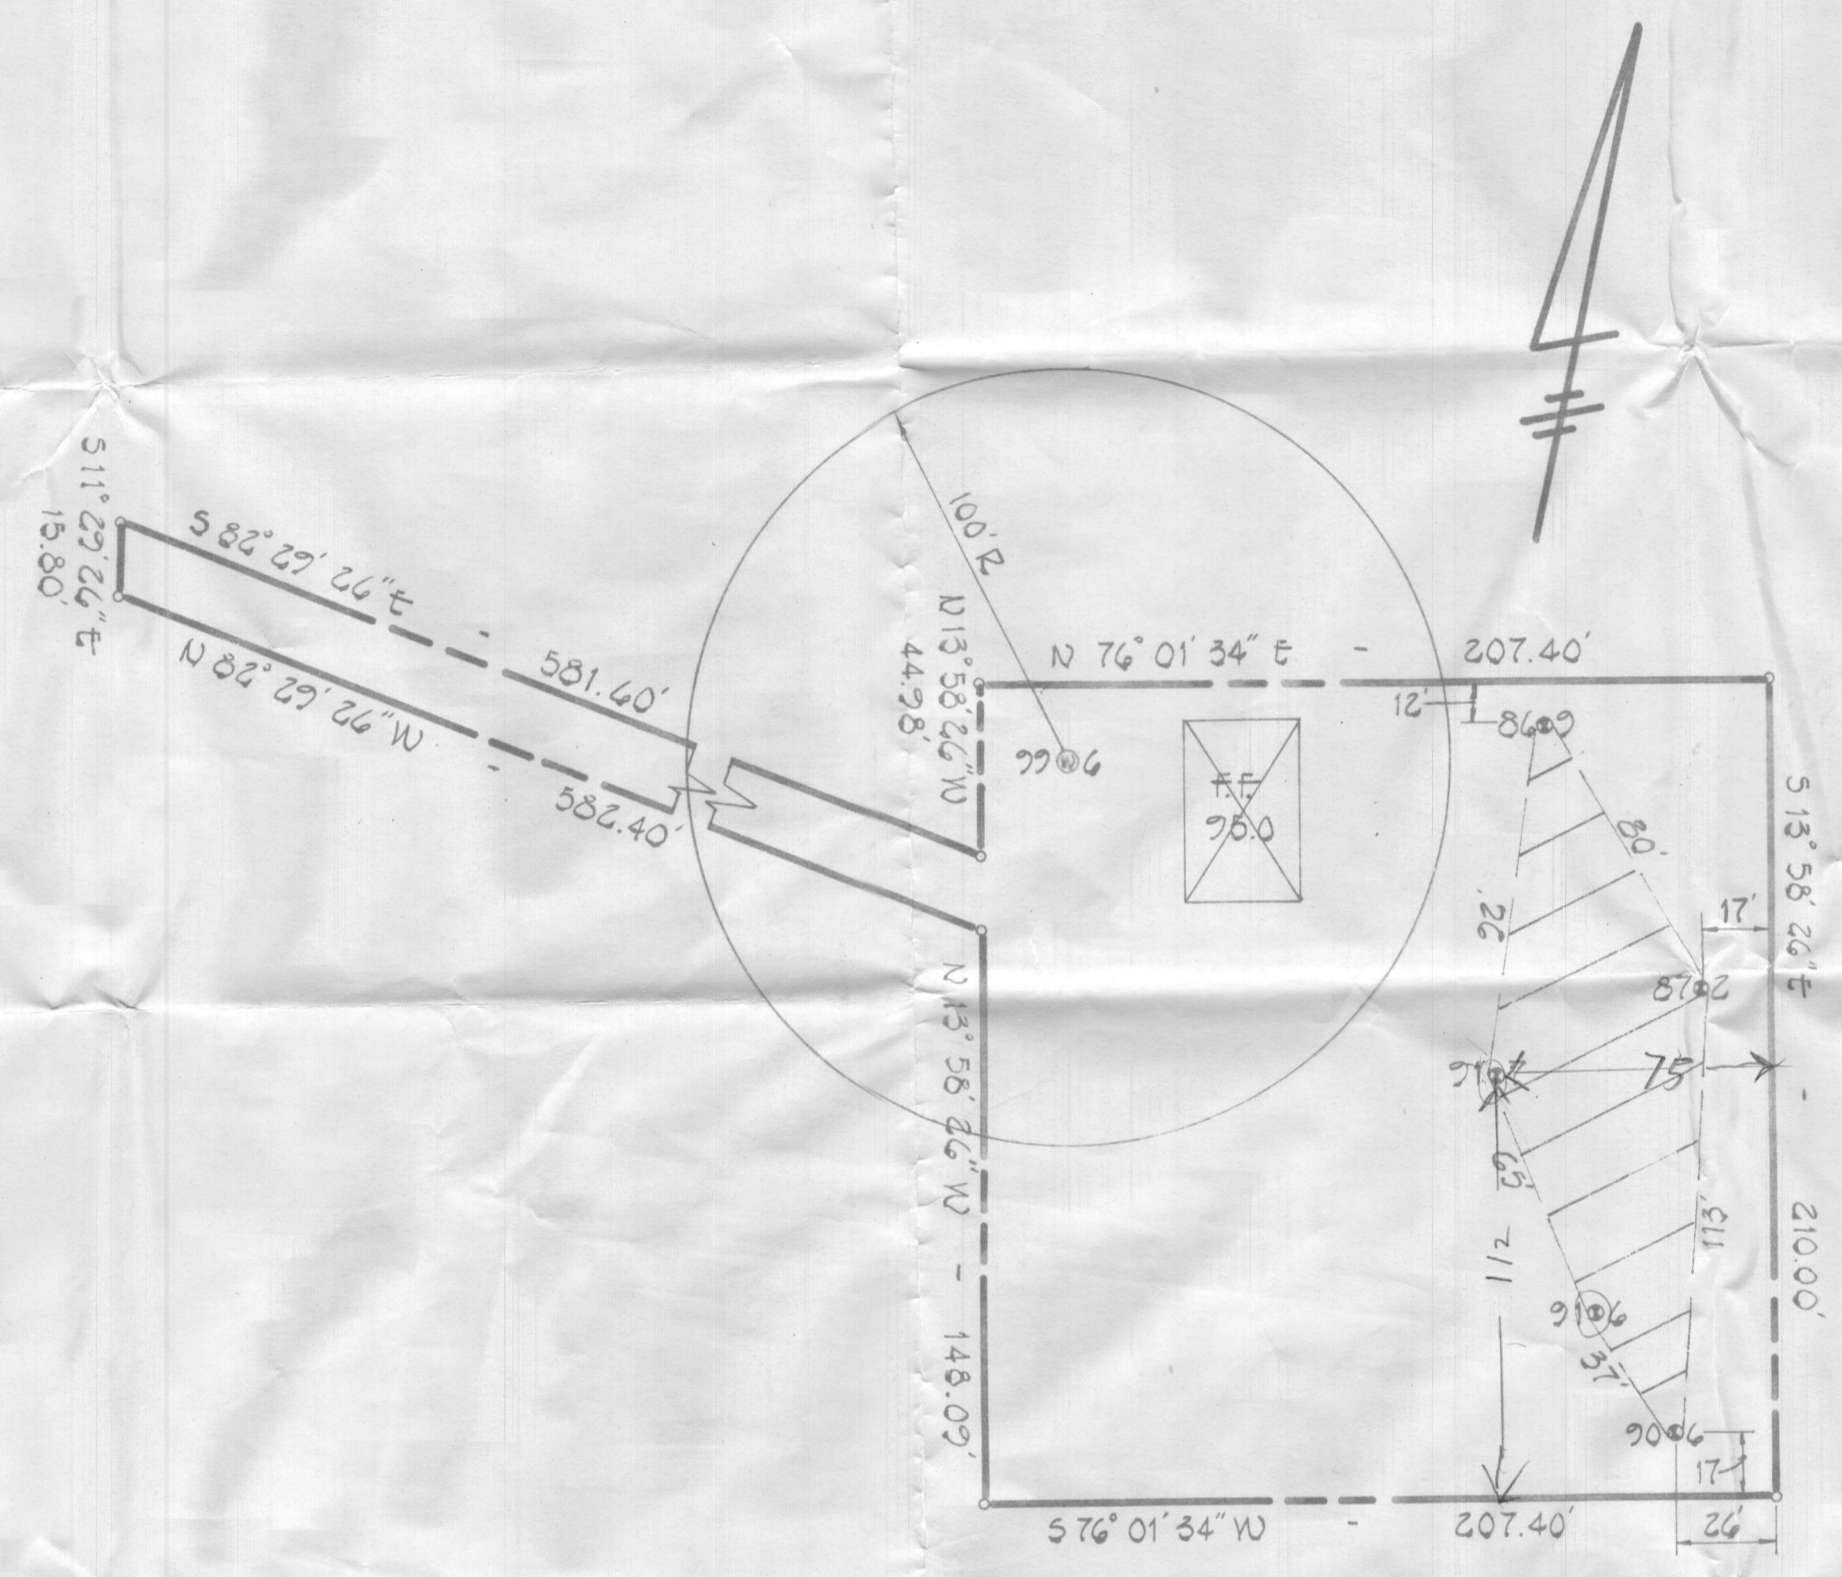 S 11° 29' 26" E
15.80'
S 82° 29' 26" E
-
581.60'
N 82° 29' 26" W
-
582.40'
100' R
N 13° 58' 26" W
44.98'
N 76° 01' 34" E - 207.40'
12'
99 W 6
F.F.
95.0
86 9
80'
17'
S 13° 58' 26" E - 210.00'
87 2
75
65'
112
113'
91 6
37'
90 6
17'
26'
N 13° 58' 26" W - 148.09'
S 76° 01' 34" W - 207.40'